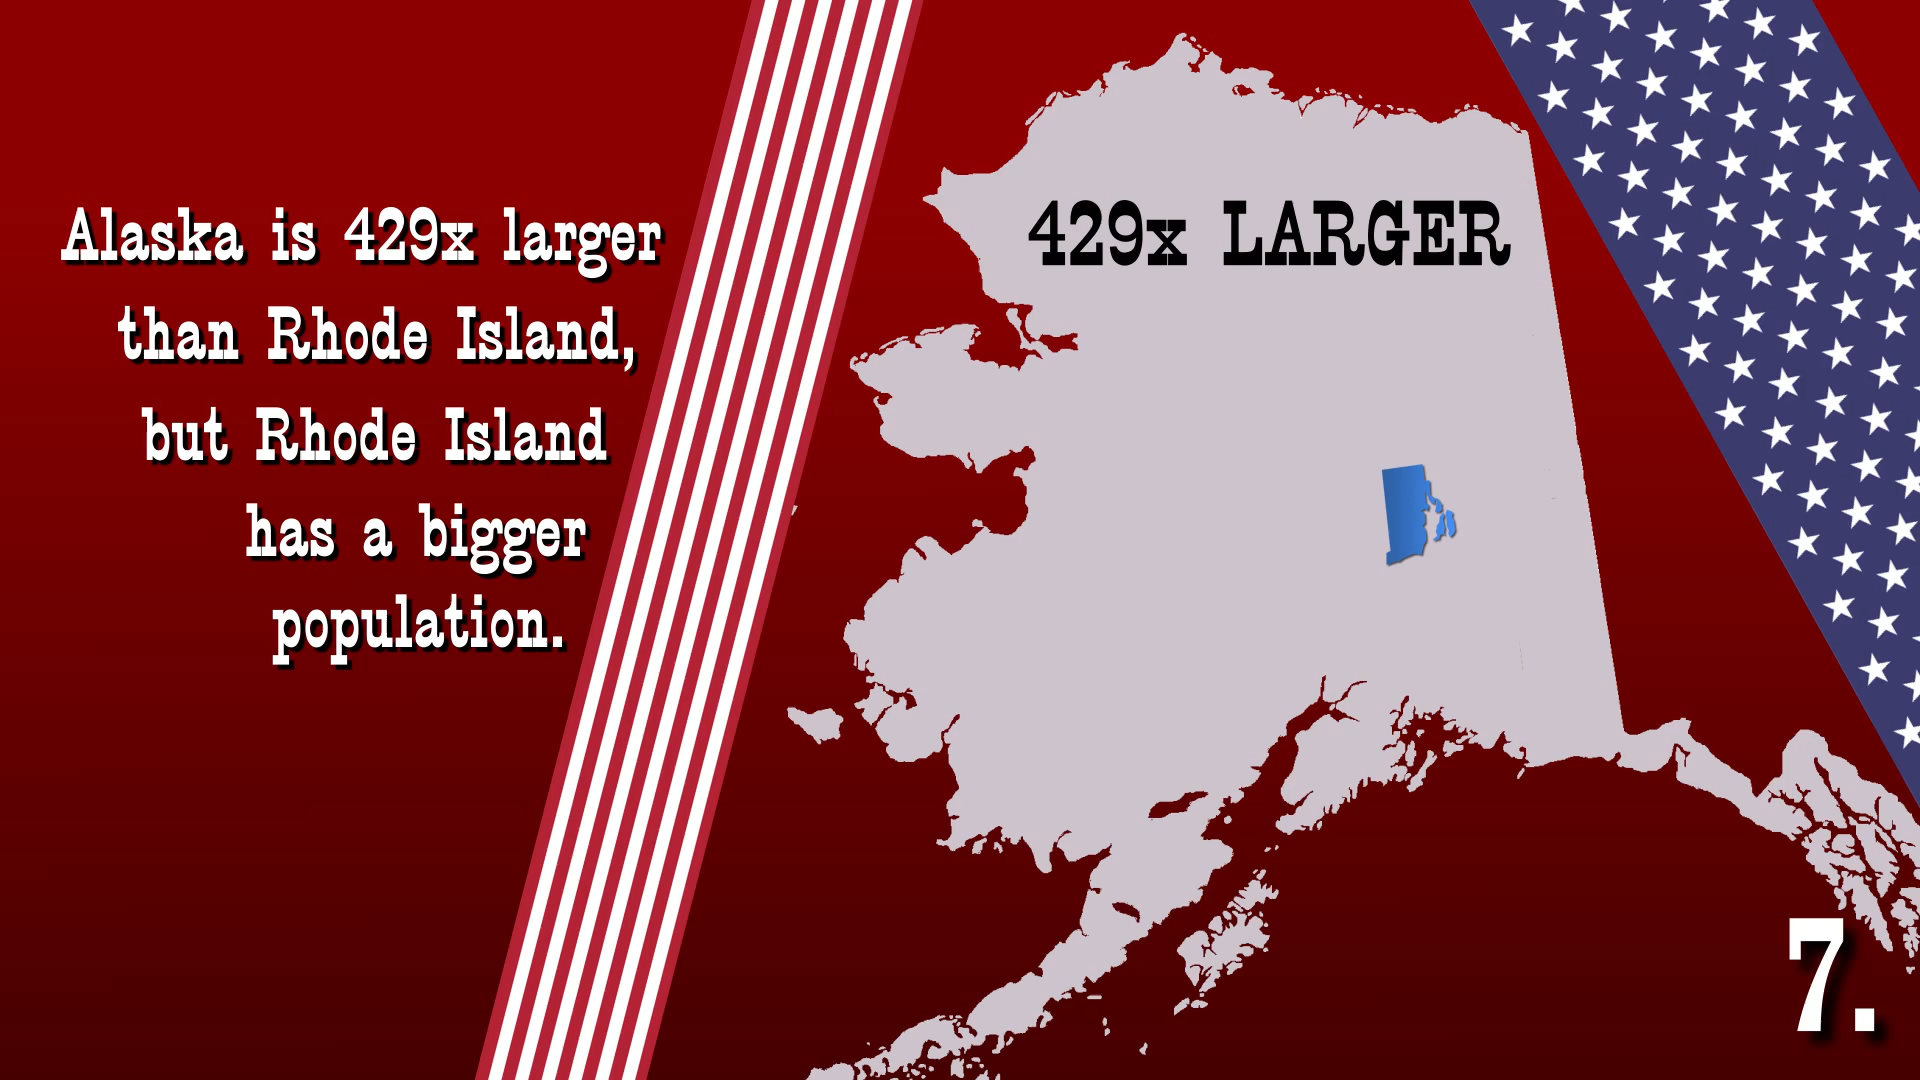 Alaska is 429x larger
than Rhode Island,
but Rhode Island
has a bigger
population.
429x LARGER
7.